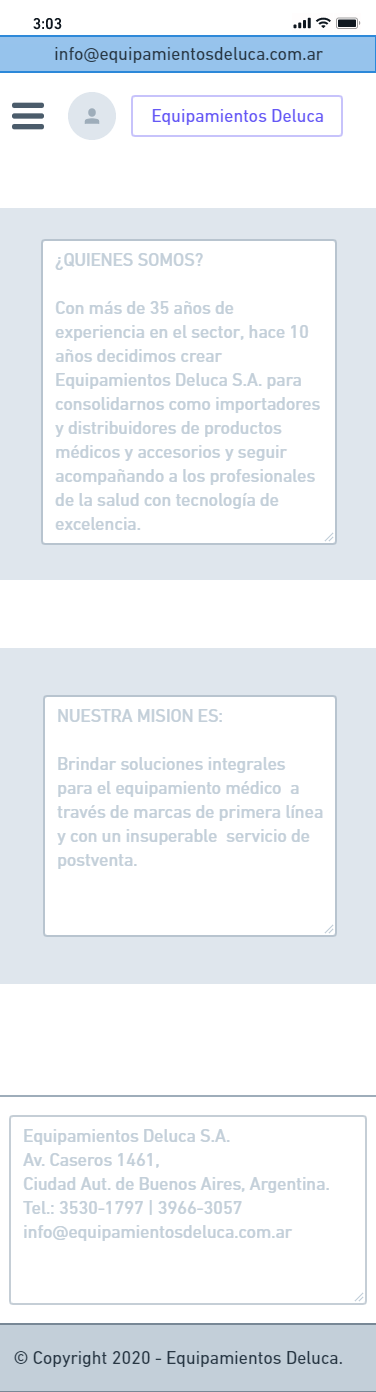 3:03
info@equipamientosdeluca.com.ar
Equipamientos Deluca
¿QUIENES SOMOS?
Con más de 35 años de
experiencia en el sector, hace 10
años decidimos crear
Equipamientos Deluca S.A. para
consolidarnos como importadores
y distribuidores de productos
médicos y accesorios y seguir
acompañando a los profesionales
de la salud con tecnología de
excelencia.
NUESTRA MISION ES:
Brindar soluciones integrales
para el equipamiento médico  a
través de marcas de primera línea
y con un insuperable  servicio de
postventa.
Equipamientos Deluca S.A.
Av. Caseros 1461,
Ciudad Aut. de Buenos Aires, Argentina.
Tel.: 3530-1797 | 3966-3057
info@equipamientosdeluca.com.ar
© Copyright 2020 - Equipamientos Deluca.